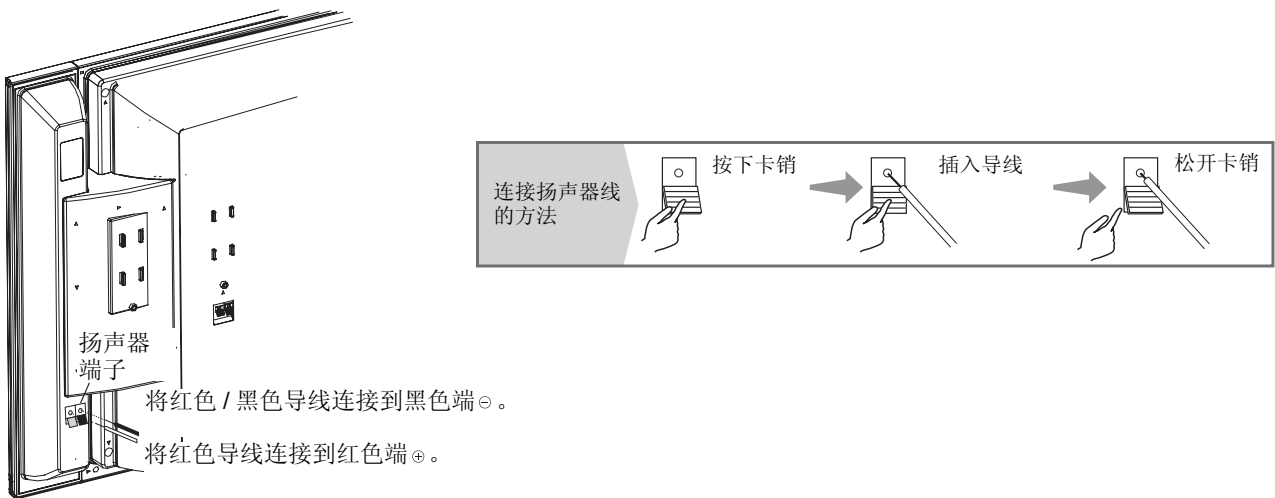 连接扬声器线
的方法
按下卡销
插入导线
松开卡销
扬声器
端子
将红色 / 黑色导线连接到黑色端⊖。
将红色导线连接到红色端⊕。